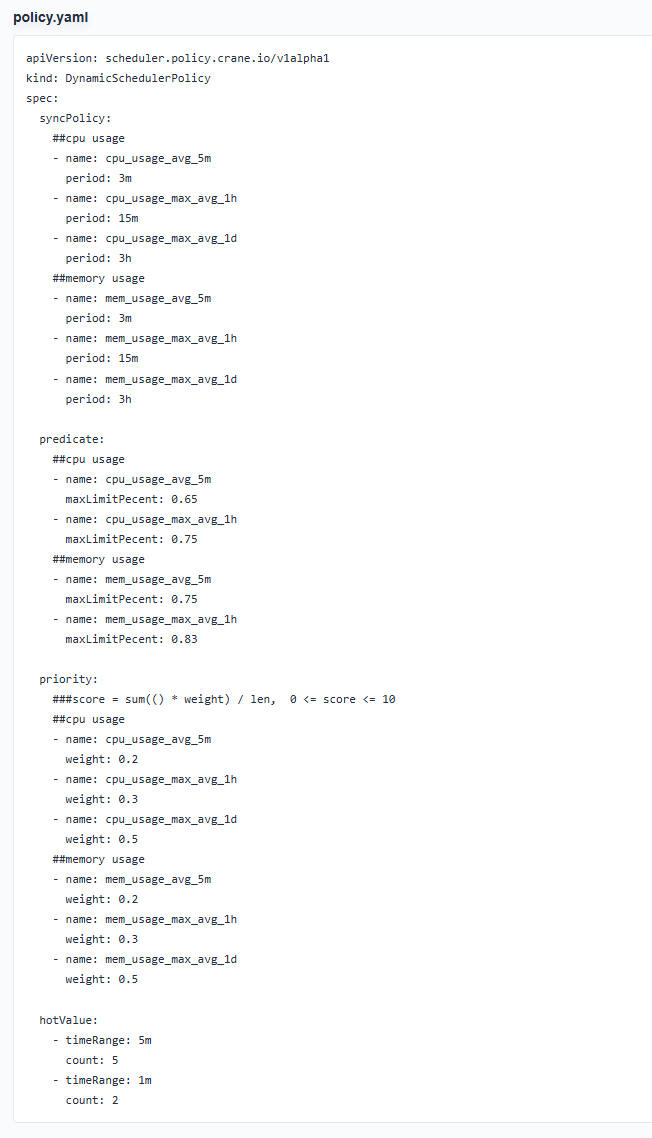 policy.yaml
apiVersion: scheduler.policy.crane.io/v1alpha1
kind: DynamicSchedulerPolicy
spec:
  syncPolicy:
    ##cpu usage
    - name: cpu_usage_avg_5m
      period: 3m
    - name: cpu_usage_max_avg_1h
      period: 15m
    - name: cpu_usage_max_avg_1d
      period: 3h
    ##memory usage
    - name: mem_usage_avg_5m
      period: 3m
    - name: mem_usage_max_avg_1h
      period: 15m
    - name: mem_usage_max_avg_1d
      period: 3h

  predicate:
    ##cpu usage
    - name: cpu_usage_avg_5m
      maxLimitPecent: 0.65
    - name: cpu_usage_max_avg_1h
      maxLimitPecent: 0.75
    ##memory usage
    - name: mem_usage_avg_5m
      maxLimitPecent: 0.75
    - name: mem_usage_max_avg_1h
      maxLimitPecent: 0.83

  priority:
    ###score = sum(() * weight) / len,  0 <= score <= 10
    ##cpu usage
    - name: cpu_usage_avg_5m
      weight: 0.2
    - name: cpu_usage_max_avg_1h
      weight: 0.3
    - name: cpu_usage_max_avg_1d
      weight: 0.5
    ##memory usage
    - name: mem_usage_avg_5m
      weight: 0.2
    - name: mem_usage_max_avg_1h
      weight: 0.3
    - name: mem_usage_max_avg_1d
      weight: 0.5

  hotValue:
    - timeRange: 5m
      count: 5
    - timeRange: 1m
      count: 2